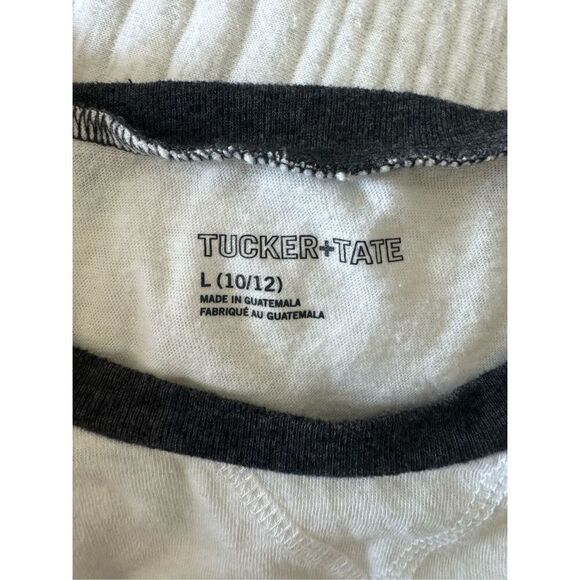 TUCKER+TATE
L (10/12)
MADE IN GUATEMALA
FABRIQUÉ AU GUATEMALA